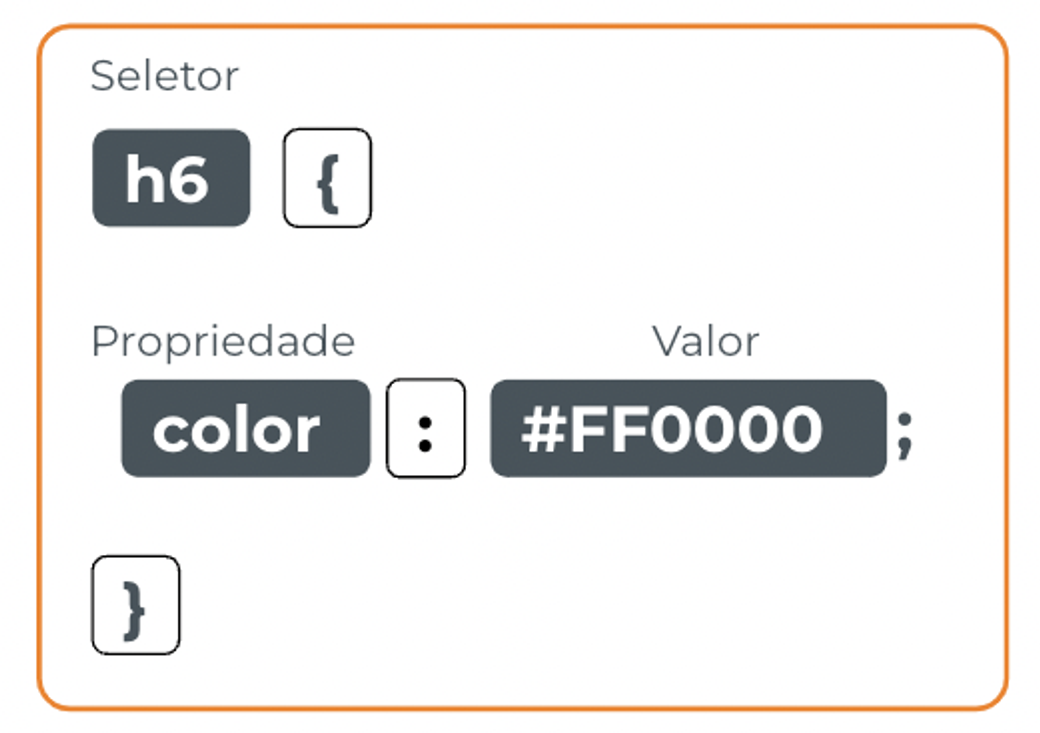 Seletor
h6 {
Propriedade Valor
color : #FF0000 ;
}